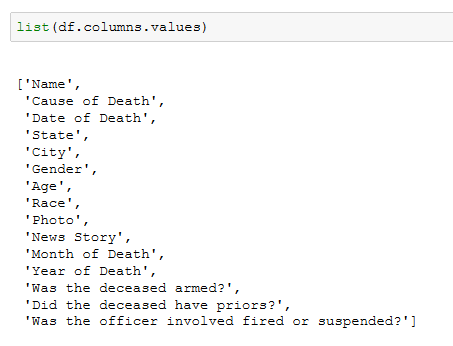 list(df.columns.values)
['Name',
'Cause of Death',
'Date of Death',
'State',
'City',
'Gender',
'Age',
'Race',
'Photo',
'News Story',
'Month of Death',
'Year of Death',
'Was the deceased armed?',
'Did the deceased have priors?',
'Was the officer involved fired or suspended?']